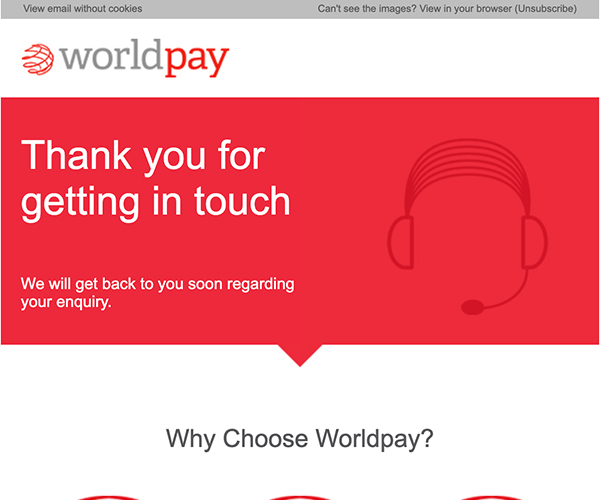 View email without cookies
Can't see the images? View in your browser (Unsubscribe)
worldpay
Thank you for
getting in touch
We will get back to you soon regarding
your enquiry.
Why Choose Worldpay?